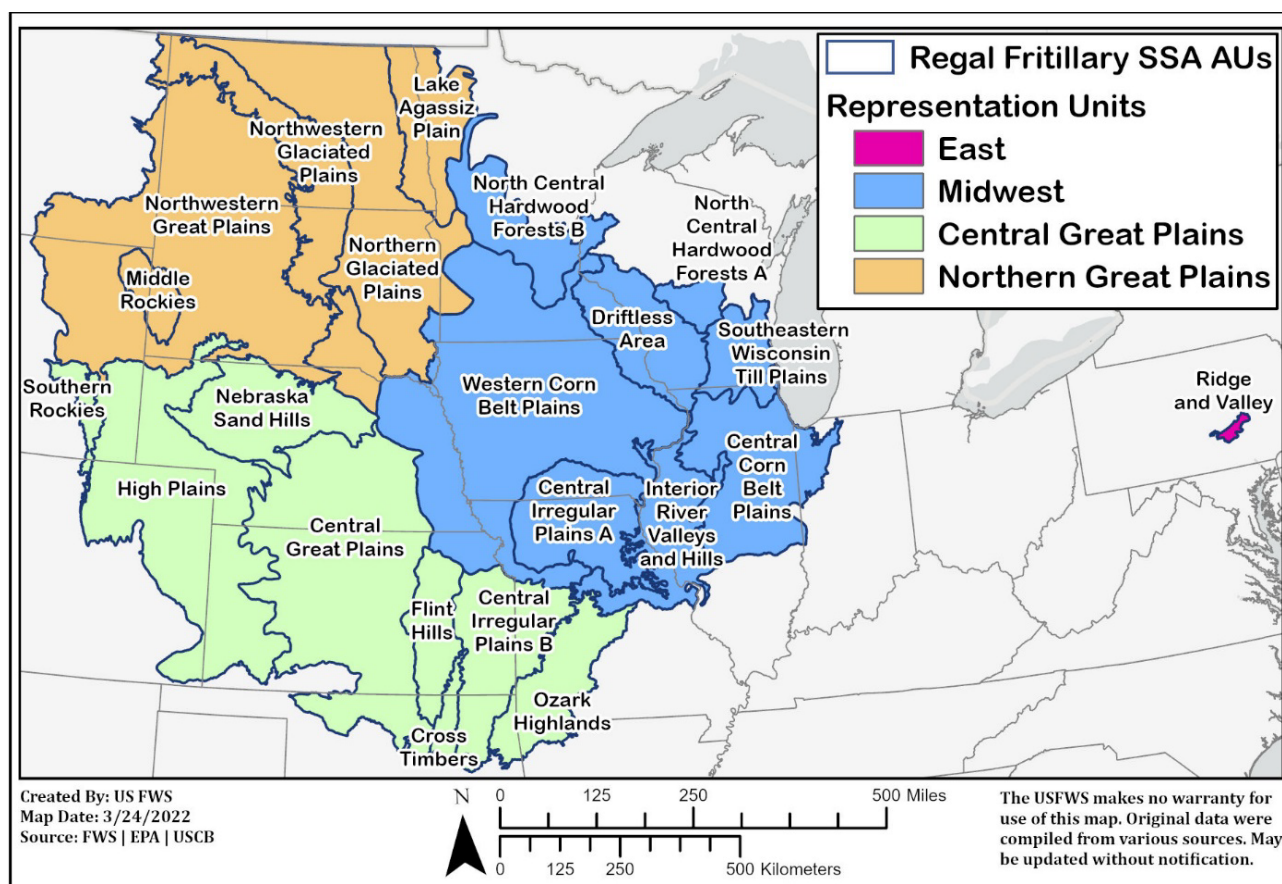 Regal Fritillary SSA AUs
Representation Units
East
Midwest
Central Great Plains
Northern Great Plains
Lake
Agassiz
Plain
Northwestern
Glaciated
Plains
North Central
Hardwood
Forests B
North
Central
Hardwood
Forests A
Northwestern
Great Plains
Northern
Glaciated
Plains
Middle
Rockies
Driftless
Area
Southeastern
Wisconsin
Till Plains
Southern
Rockies
Nebraska
Sand Hills
Western Corn
Belt Plains
Ridge
and Valley
High Plains
Central
Great Plains
Central
Irregular
Plains A
Interior
River
Valleys
and Hills
Central
Corn
Belt
Plains
Flint
Hills
Central
Irregular
Plains B
Ozark
Highlands
Cross
Timbers
Created By: US FWS
Map Date: 3/24/2022
Source: FWS | EPA | USCB
N
0 125 250 500 Miles
0 125 250 500 Kilometers
The USFWS makes no warranty for
use of this map. Original data were
compiled from various sources. May
be updated without notification.